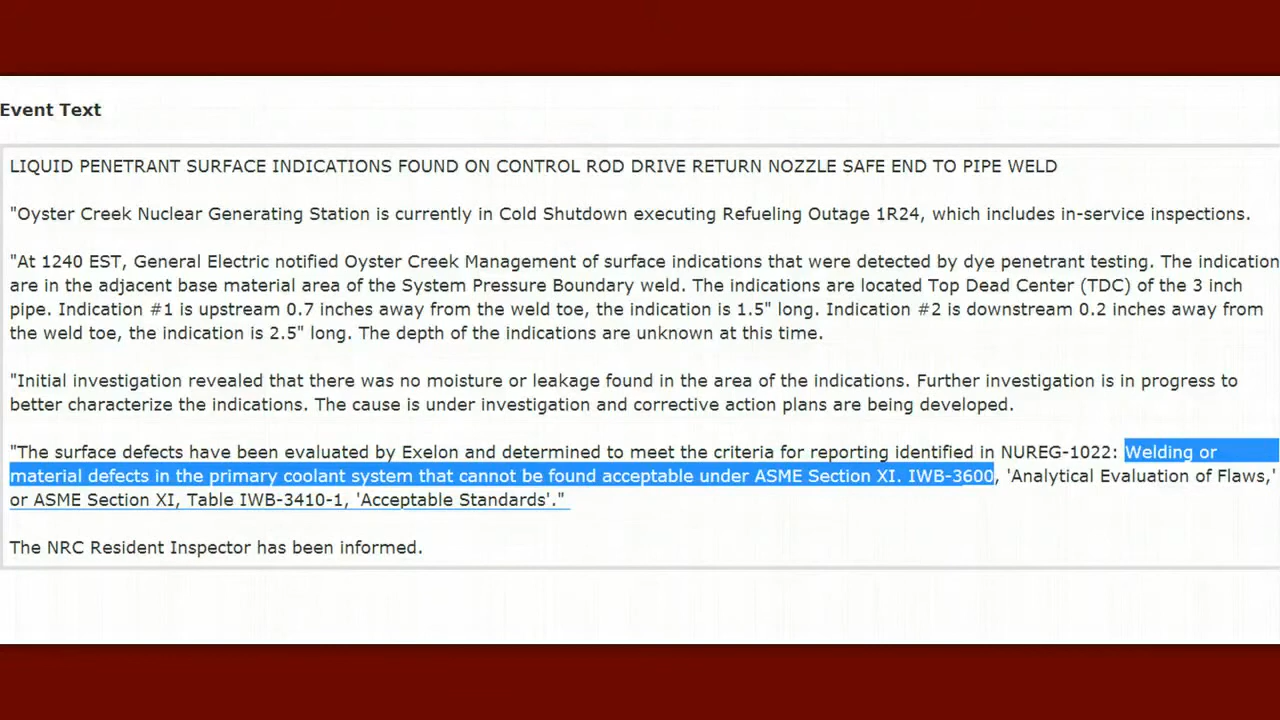 Event Text
LIQUID PENETRANT SURFACE INDICATIONS FOUND ON CONTROL ROD DRIVE RETURN NOZZLE SAFE END TO PIPE WELD
"Oyster Creek Nuclear Generating Station is currently in Cold Shutdown executing Refueling Outage 1R24, which includes in-service inspections.
"At 1240 EST, General Electric notified Oyster Creek Management of surface indications that were detected by dye penetrant testing. The indication
are in the adjacent base material area of the System Pressure Boundary weld. The indications are located Top Dead Center (TDC) of the 3 inch
pipe. Indication #1 is upstream 0.7 inches away from the weld toe, the indication is 1.5" long. Indication #2 is downstream 0.2 inches away from
the weld toe, the indication is 2.5" long. The depth of the indications are unknown at this time.
"Initial investigation revealed that there was no moisture or leakage found in the area of the indications. Further investigation is in progress to
better characterize the indications. The cause is under investigation and corrective action plans are being developed.
"The surface defects have been evaluated by Exelon and determined to meet the criteria for reporting identified in NUREG-1022: Welding or
material defects in the primary coolant system that cannot be found acceptable under ASME Section XI. IWB-3600, 'Analytical Evaluation of Flaws,'
or ASME Section XI, Table IWB-3410-1, 'Acceptable Standards'."
The NRC Resident Inspector has been informed.